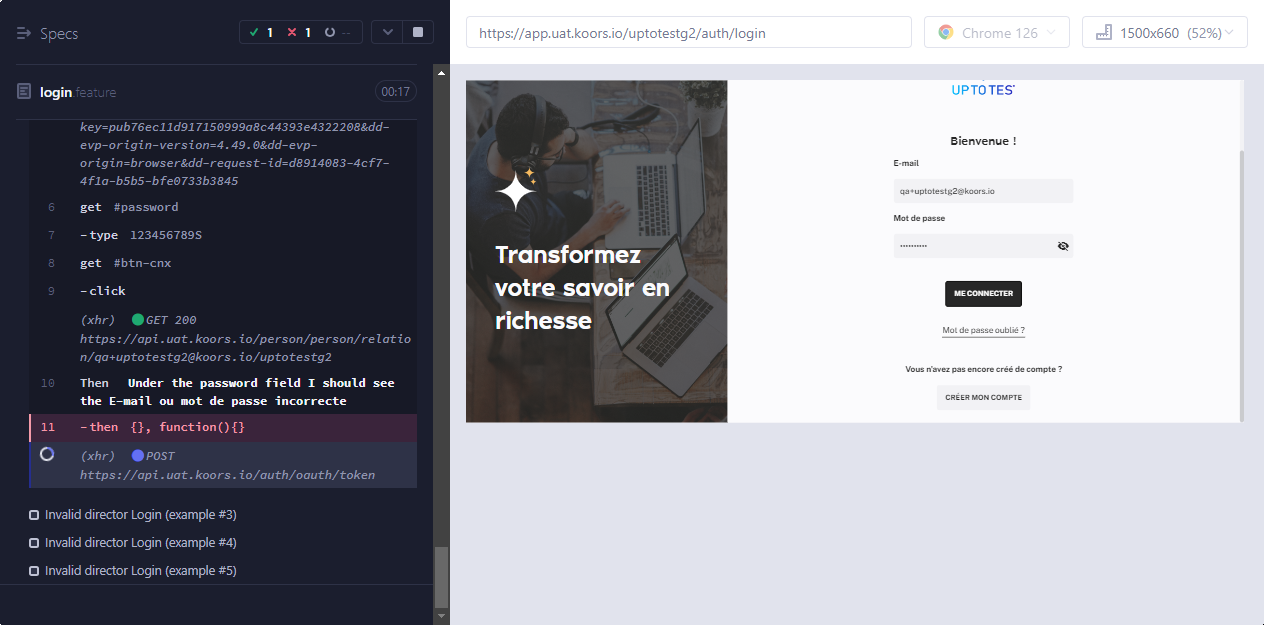 Specs
1
1
--
login.feature
00:17
key=pub76ec11d917150999a8c44393e4322208&dd-
evp-origin-version=4.49.0&dd-evp-
origin=browser&dd-request-id=d8914083-4cf7-
4f1a-b5b5-bfe0733b3845
6 get #password
7 -type 123456789S
8 get #btn-cnx
9 -click
(xhr) GET 200
https://api.uat.koors.io/person/person/relatio
n/qa+uptotestg2@koors.io/uptotestg2
10 Then Under the password field I should see
the E-mail ou mot de passe incorrecte
11 -then {}, function(){}
(xhr) POST
https://api.uat.koors.io/auth/oauth/token
Invalid director Login (example #3)
Invalid director Login (example #4)
Invalid director Login (example #5)
https://app.uat.koors.io/uptotestg2/auth/login
Chrome 126
1500x660 (52%)
Transformez
votre savoir en
richesse
UPTOTES
Bienvenue !
E-mail
qa+uptotestg2@koors.io
Mot de passe
ME CONNECTER
Mot de passe oublié ?
Vous n'avez pas encore créé de compte ?
CRÉER MON COMPTE